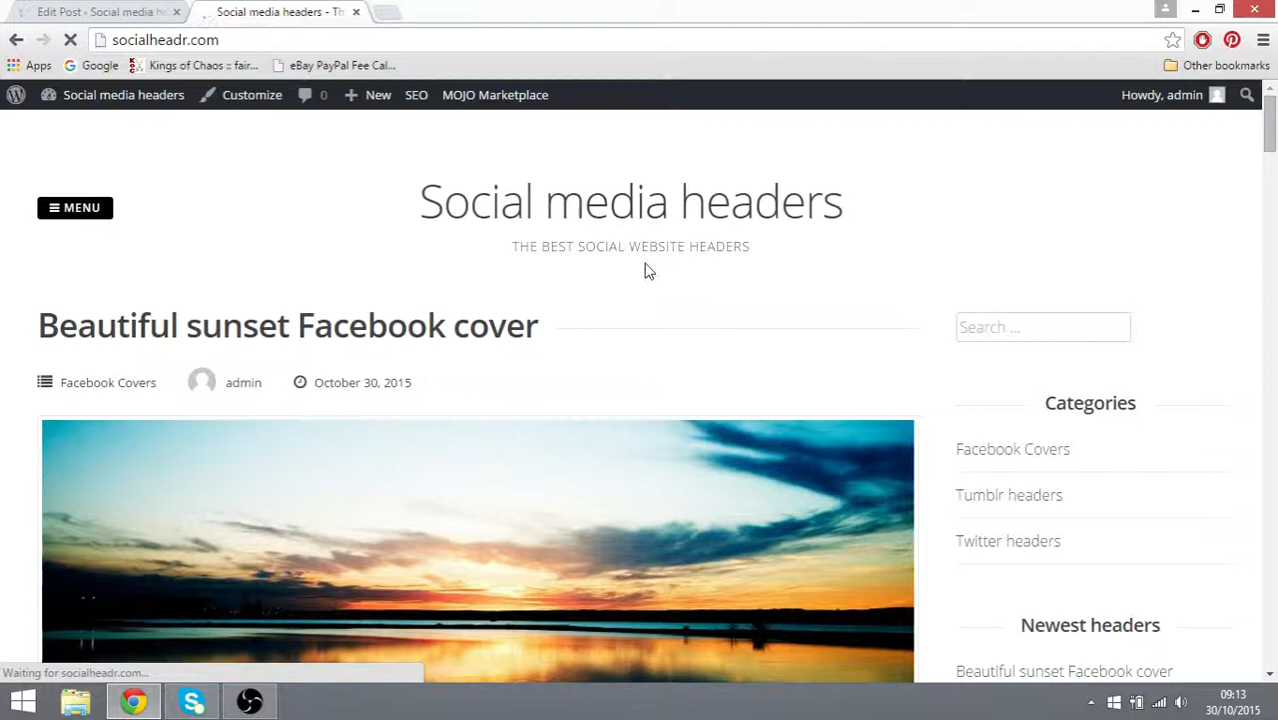 Edit Post ‹ Social media he
Social media headers - Th
socialheadr.com
Apps
Google
Kings of Chaos :: fair...
eBay PayPal Fee Cal...
Other bookmarks
Social media headers
Customize
0
New
SEO
MOJO Marketplace
Howdy, admin
MENU
Social media headers
THE BEST SOCIAL WEBSITE HEADERS
Beautiful sunset Facebook cover
Search ...
Facebook Covers
admin
October 30, 2015
Categories
Facebook Covers
Tumblr headers
Twitter headers
Newest headers
Beautiful sunset Facebook cover
Waiting for socialheadr.com...
09:13
30/10/2015